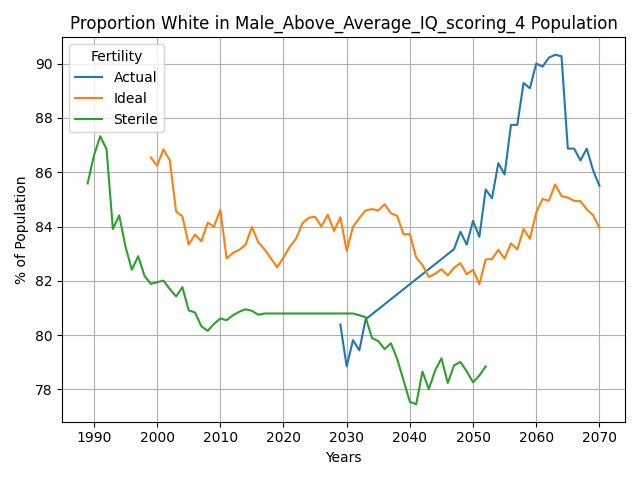 Proportion White in Male_Above_Average_IQ_scoring_4 Population
Fertility
Actual
Ideal
Sterile
% of Population
90
88
86
84
82
80
78
1990 2000 2010 2020 2030 2040 2050 2060 2070
Years